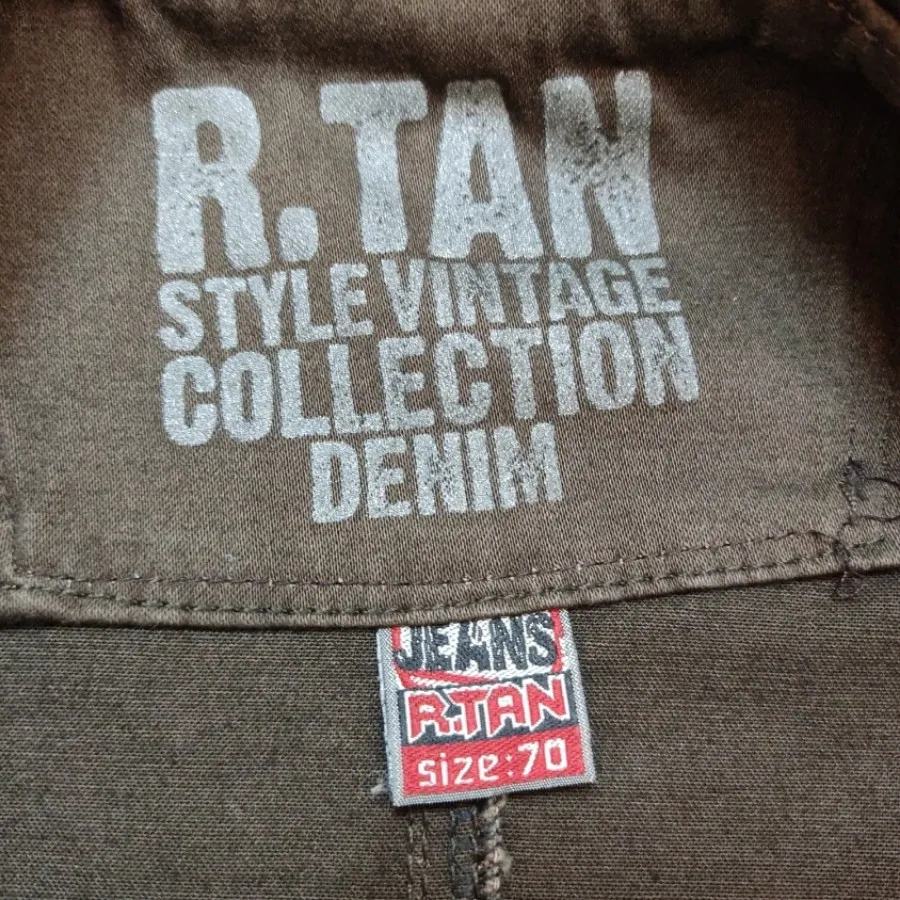 R.TAN
STYLE VINTAGE
COLLECTION
DENIM
JEANS
R.TAN
size:70